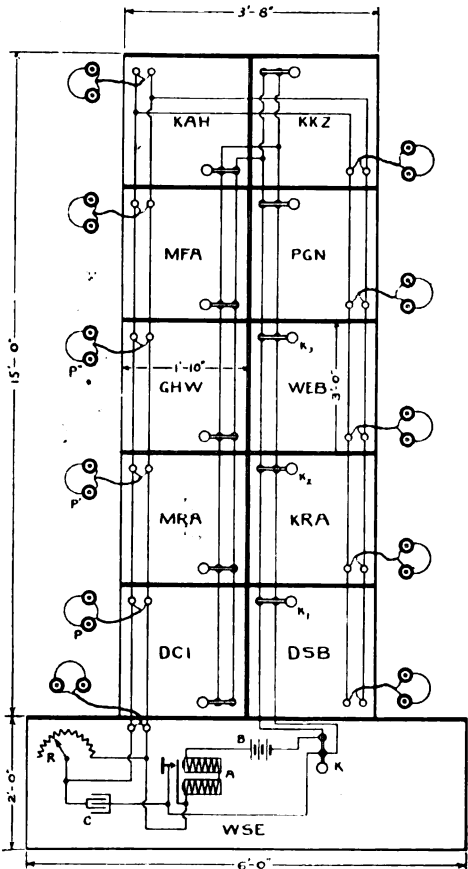 3'-8"
KAH
KKZ
MFA
PGN
15'-0"
P"
1'-10"
GHW
K3
WEB
3'-0"
P'
MRA
K2
KRA
P
DCI
K1
DSB
2'-0"
R
C
A
B
K
WSE
6'-0"